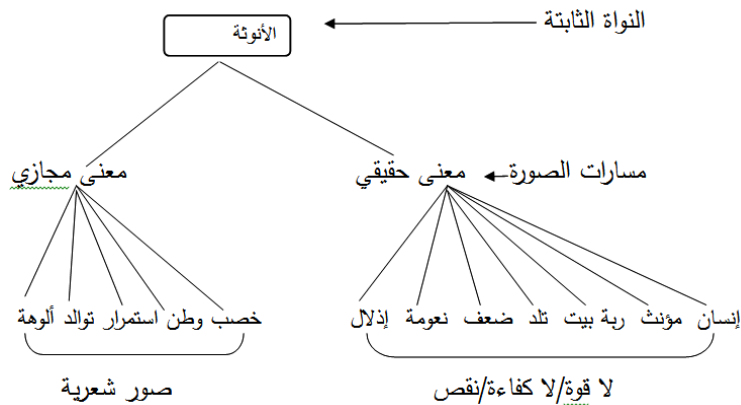 النواة الثابتة
الأنوثة
مسارات الصورة
معنى حقيقي
معنى مجازي
إنسان مؤنث ربة بيت تلد ضعف نعومة إذلال
خصب وطن استمرار توالد ألوهة
لا قوة/لا كفاءة/نقص
صور شعرية